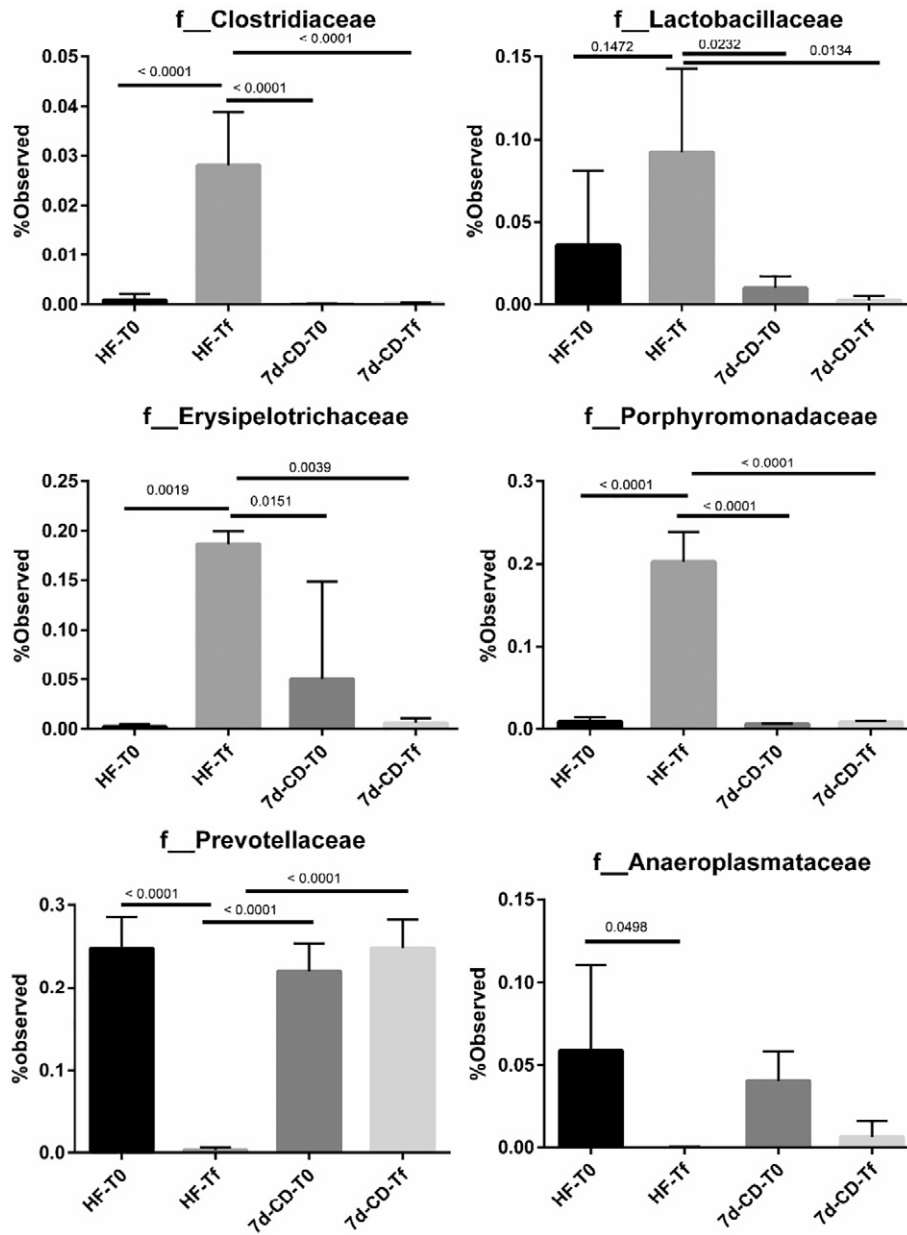 f__Clostridiaceae
%Observed
0.05
0.04
0.03
0.02
0.01
0.00
< 0.0001
< 0.0001
< 0.0001
HF-T0
HF-Tf
7d-CD-T0
7d-CD-Tf
f__Lactobacillaceae
%Observed
0.15
0.10
0.05
0.00
0.1472
0.0232
0.0134
HF-T0
HF-Tf
7d-CD-T0
7d-CD-Tf
f__Erysipelotrichaceae
%Observed
0.25
0.20
0.15
0.10
0.05
0.00
0.0019
0.0039
0.0151
HF-T0
HF-Tf
7d-CD-T0
7d-CD-Tf
f__Porphyromonadaceae
%Observed
0.3
0.2
0.1
0.0
< 0.0001
< 0.0001
< 0.0001
HF-T0
HF-Tf
7d-CD-T0
7d-CD-Tf
f__Prevotellaceae
%observed
0.3
0.2
0.1
0.0
< 0.0001
< 0.0001
< 0.0001
HF-T0
HF-Tf
7d-CD-T0
7d-CD-Tf
f__Anaeroplasmataceae
%Observed
0.15
0.10
0.05
0.00
0.0498
HF-T0
HF-Tf
7d-CD-T0
7d-CD-Tf